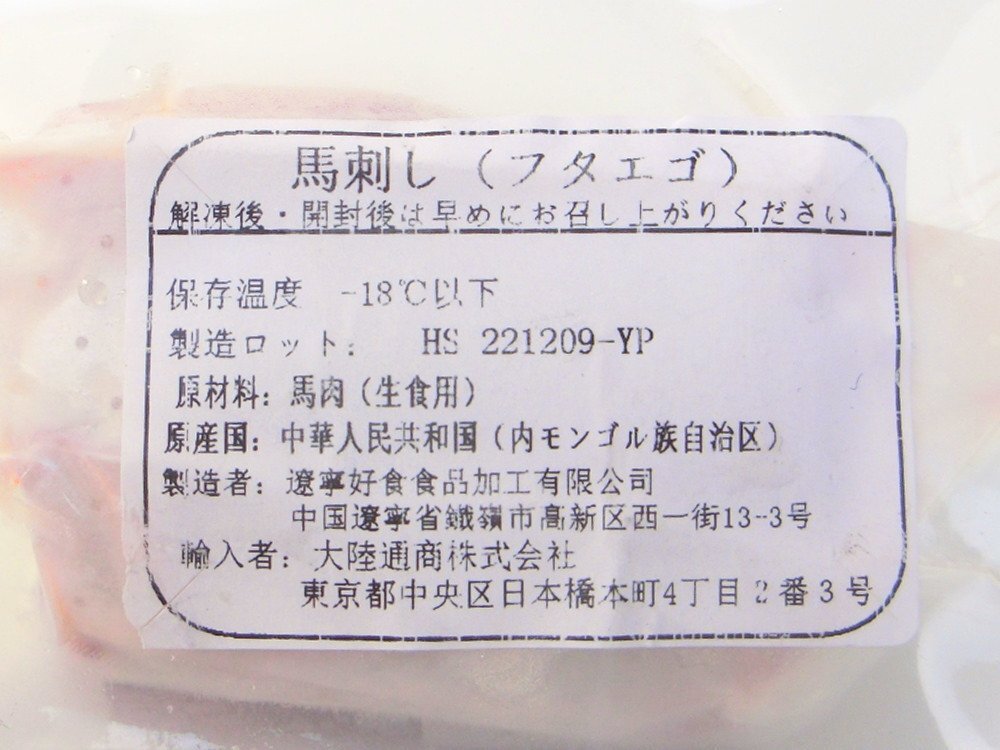 馬刺し（フタエゴ）
解凍後・開封後は早めにお召し上がりください
保存温度 -18℃以下
製造ロット： HS 221209-YP
原材料：馬肉（生食用）
原産国：中華人民共和国（内モンゴル族自治区）
製造者：遼寧好食食品加工有限公司
中国遼寧省鐵嶺市高新区西一街13-3号
輸入者：大陸通商株式会社
東京都中央区日本橋本町4丁目2番3号